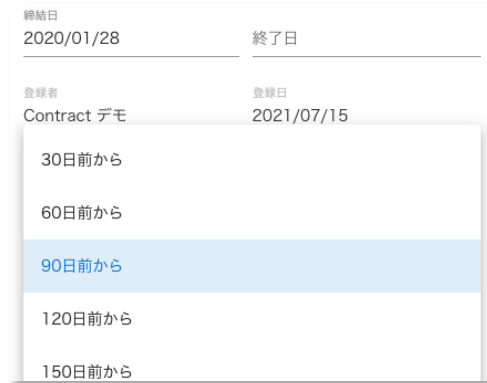 締結日
2020/01/28 終了日
登録者 登録日
Contract デモ 2021/07/15
30日前から
60日前から
90日前から
120日前から
150日前から